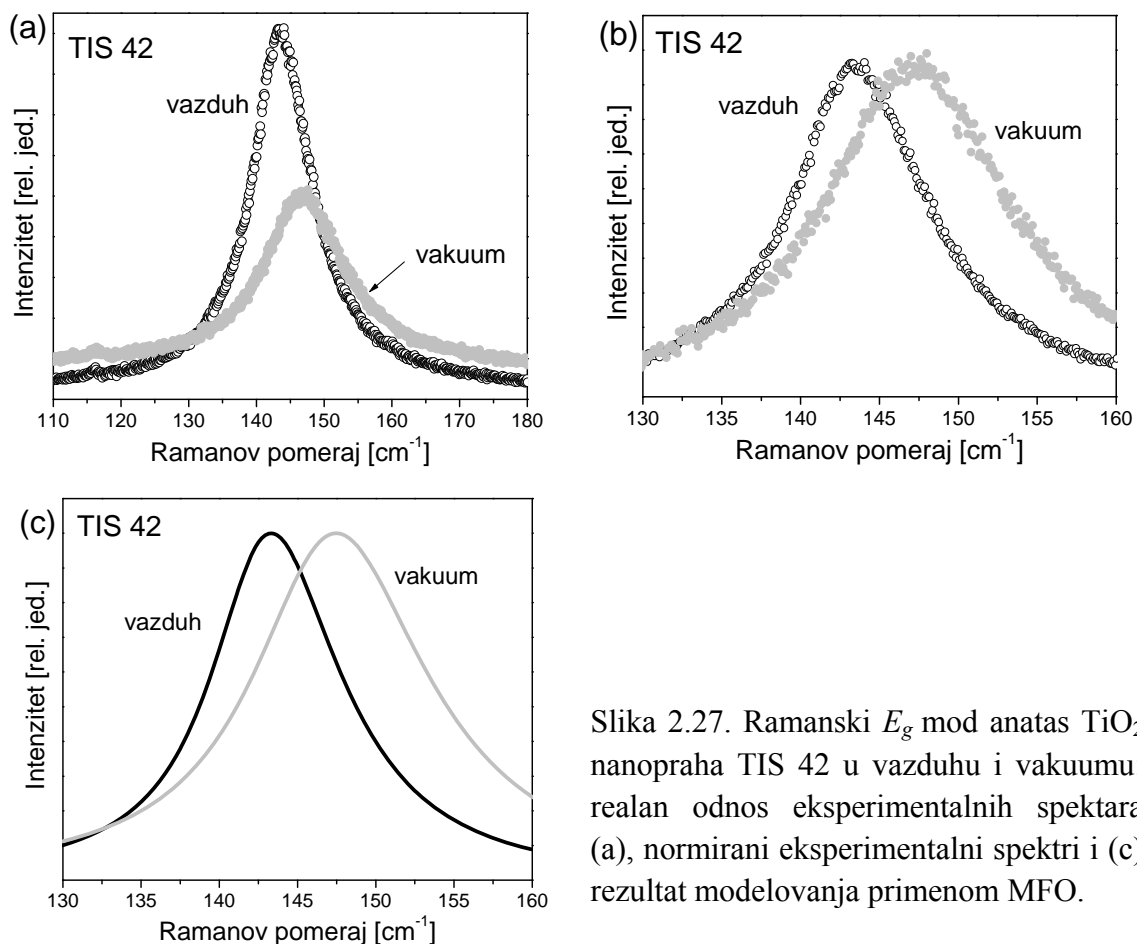 (a)
TIS 42
vazduh
vakuum
Intenzitet [rel. jed.]
110 120 130 140 150 160 170 180
Ramanov pomeraj [cm⁻¹]
(b)
TIS 42
vazduh
vakuum
Intenzitet [rel. jed.]
130 135 140 145 150 155 160
Ramanov pomeraj [cm⁻¹]
(c)
TIS 42
vazduh
vakuum
Intenzitet [rel. jed.]
130 135 140 145 150 155 160
Ramanov pomeraj [cm⁻¹]
Slika 2.27. Ramanski E_g mod anatas TiO₂
nanopraha TIS 42 u vazduhu i vakuumu:
realan odnos eksperimentalnih spektara
(a), normirani eksperimentalni spektri i (c)
rezultat modelovanja primenom MFO.